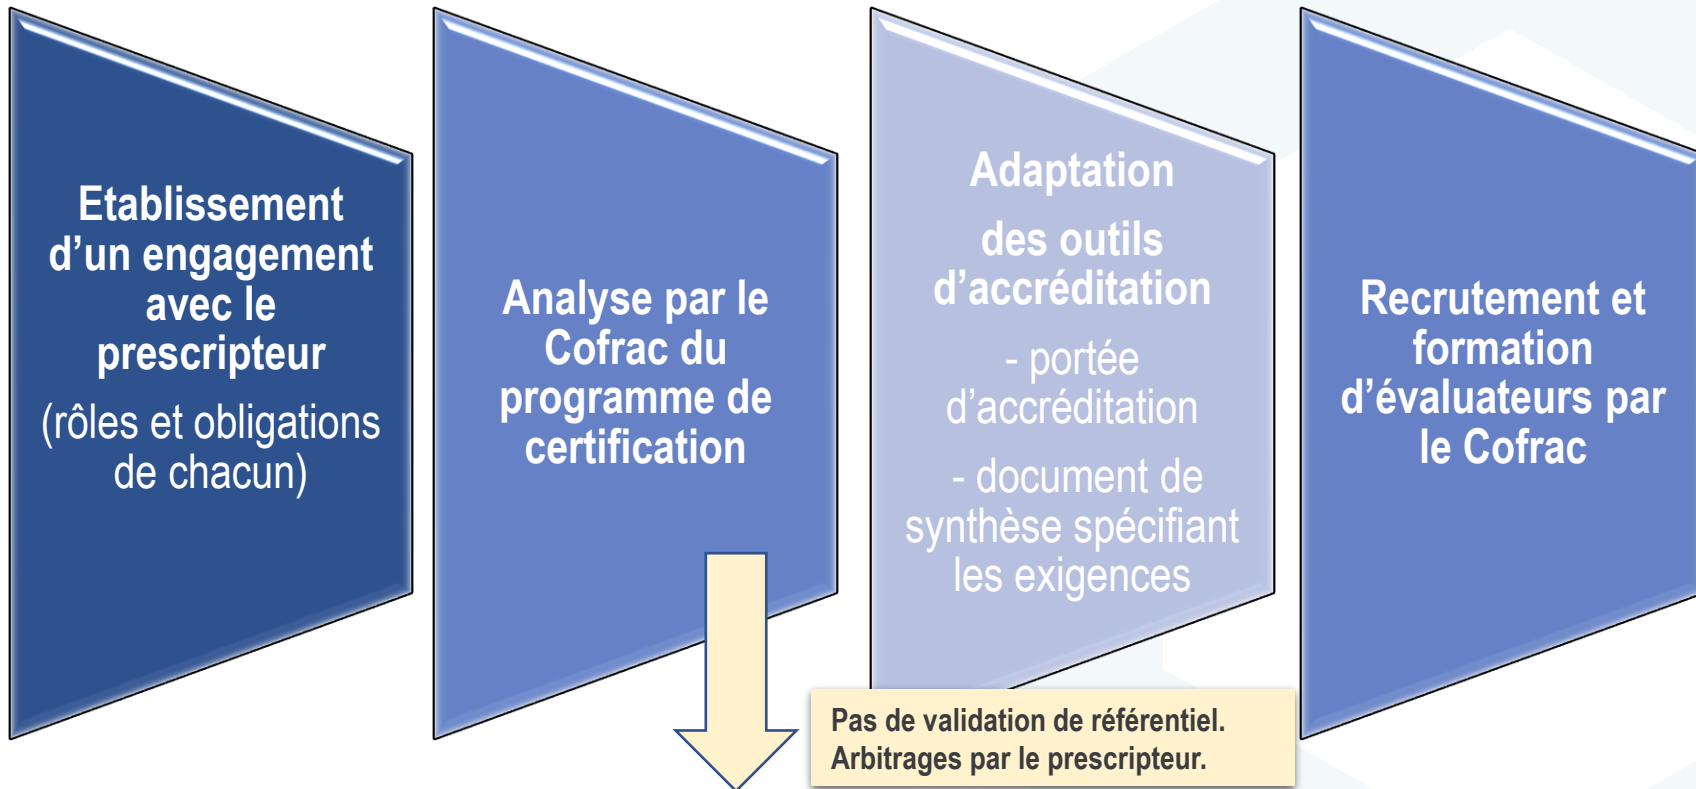 Etablissement
d’un engagement
avec le
prescripteur
(rôles et obligations
de chacun)
Analyse par le
Cofrac du
programme de
certification
Adaptation
des outils
d’accréditation
- portée
d’accréditation
- document de
synthèse spécifiant
les exigences
Recrutement et
formation
d’évaluateurs par
le Cofrac
Pas de validation de référentiel.
Arbitrages par le prescripteur.